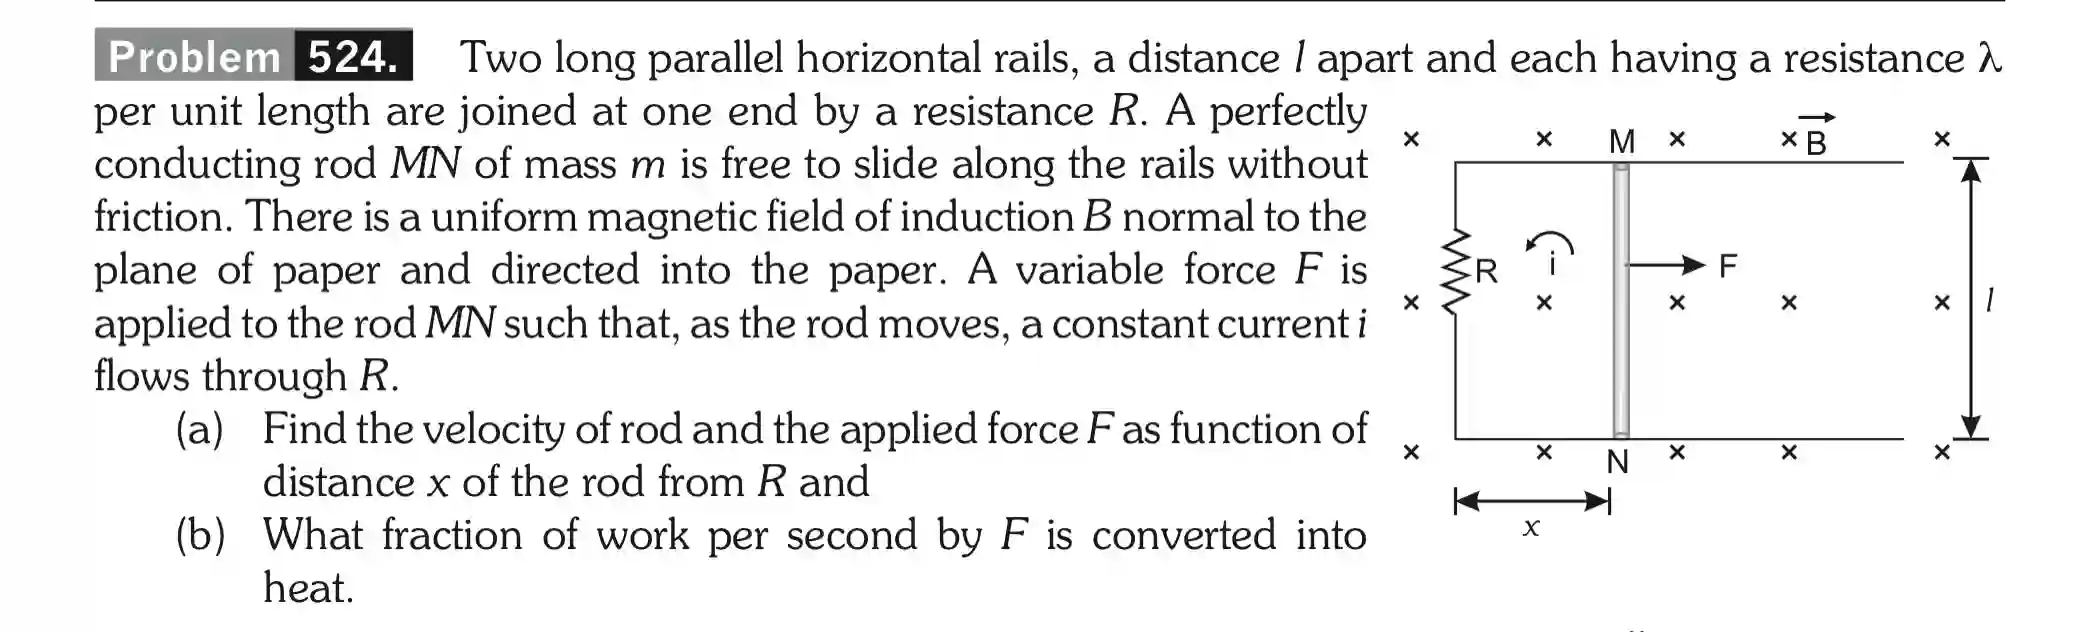 Problem 524. Two long parallel horizontal rails, a distance l apart and each having a resistance λ
per unit length are joined at one end by a resistance R. A perfectly
conducting rod MN of mass m is free to slide along the rails without
friction. There is a uniform magnetic field of induction B normal to the
plane of paper and directed into the paper. A variable force F is
applied to the rod MN such that, as the rod moves, a constant current i
flows through R.
(a) Find the velocity of rod and the applied force F as function of
distance x of the rod from R and
(b) What fraction of work per second by F is converted into
heat.
× × M × × B⃗ ×
R i F
× × × × × l
× × N × × ×
x